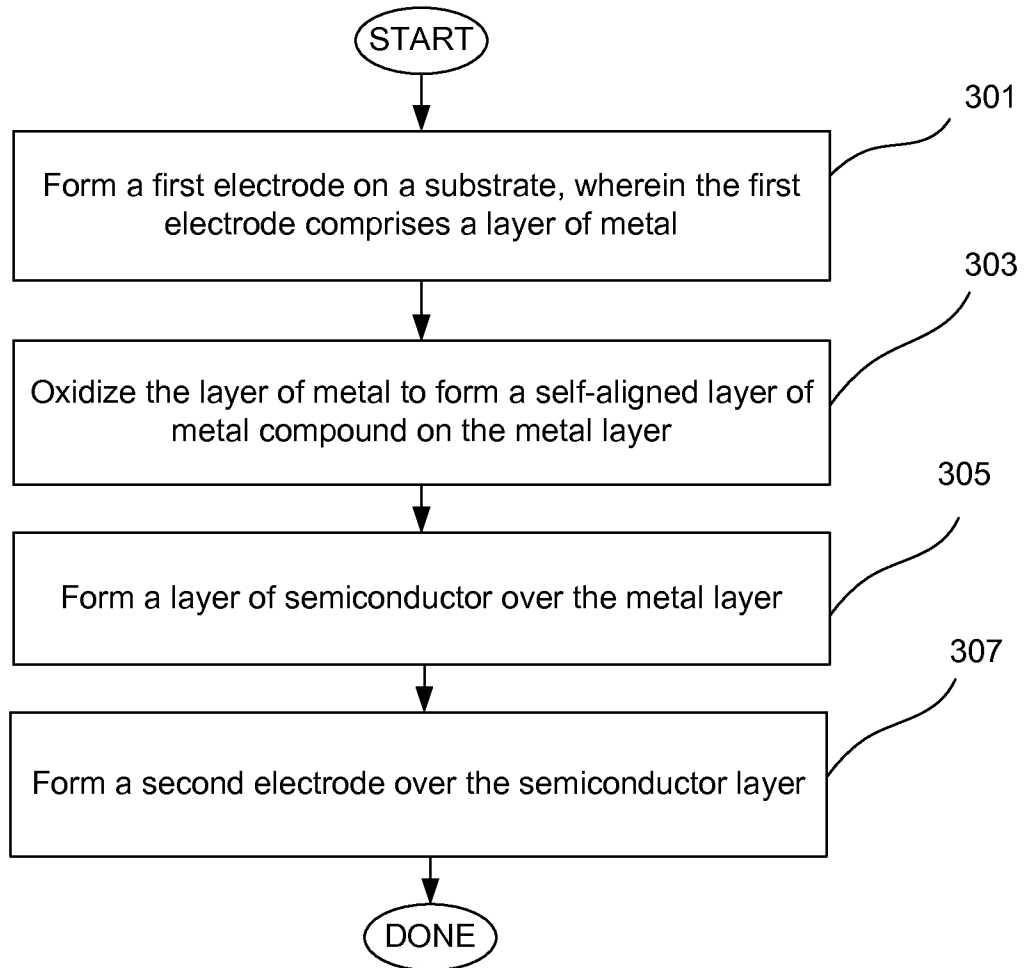 START
301
Form a first electrode on a substrate, wherein the first
electrode comprises a layer of metal
303
Oxidize the layer of metal to form a self-aligned layer of
metal compound on the metal layer
305
Form a layer of semiconductor over the metal layer
307
Form a second electrode over the semiconductor layer
DONE